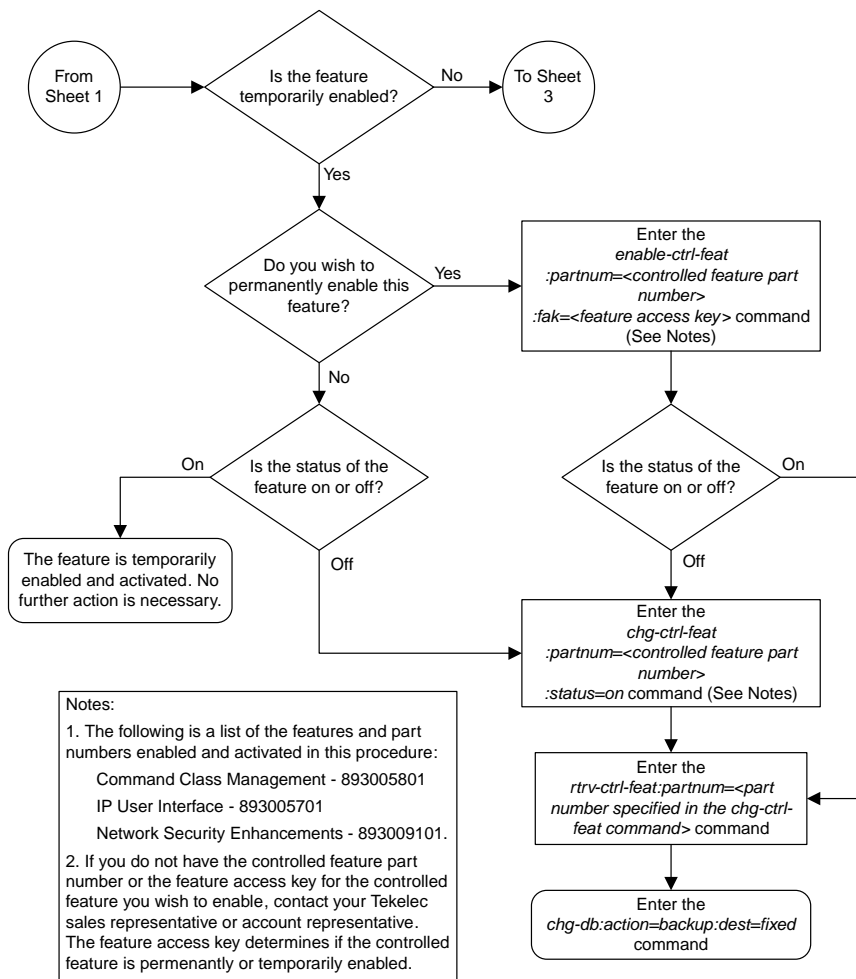 From
Sheet 1
Is the feature
temporarily enabled?
No
To Sheet
3
Yes
Do you wish to
permanently enable this
feature?
Yes
Enter the
enable-ctrl-feat
:partnum=<controlled feature part
number>
:fak=<feature access key> command
(See Notes)
No
On
Is the status of the
feature on or off?
Is the status of the
feature on or off?
On
The feature is temporarily
enabled and activated. No
further action is necessary.
Off
Off
Enter the
chg-ctrl-feat
:partnum=<controlled feature part
number>
:status=on command (See Notes)
Notes:
1. The following is a list of the features and part
numbers enabled and activated in this procedure:
Command Class Management - 893005801
IP User Interface - 893005701
Network Security Enhancements - 893009101.
2. If you do not have the controlled feature part
number or the feature access key for the controlled
feature you wish to enable, contact your Tekelec
sales representative or account representative.
The feature access key determines if the controlled
feature is permenantly or temporarily enabled.
Enter the
rtrv-ctrl-feat:partnum=<part
number specified in the chg-ctrl-
feat command> command
Enter the
chg-db:action=backup:dest=fixed
command